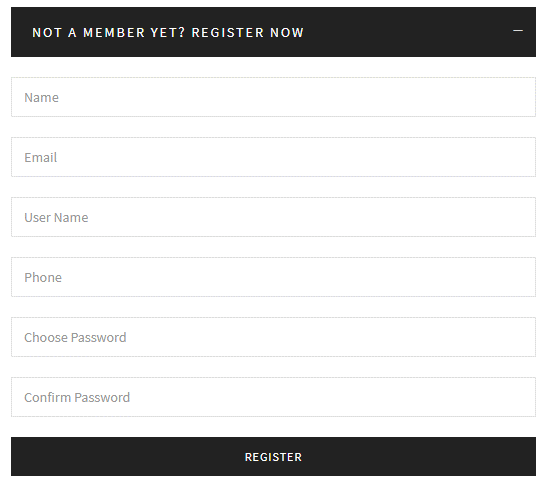 NOT A MEMBER YET? REGISTER NOW
Name
Email
User Name
Phone
Choose Password
Confirm Password
REGISTER